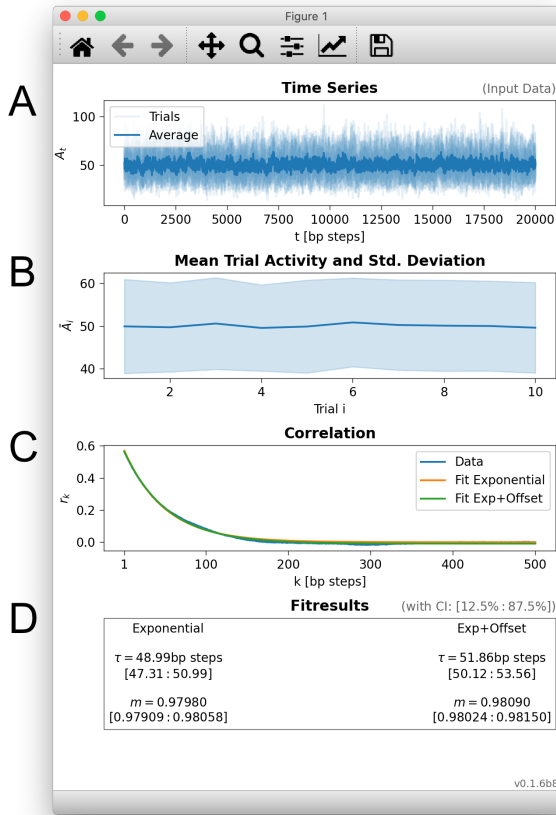 Figure 1
A
Time Series (Input Data)
100
50
A_t
Trials
Average
0 2500 5000 7500 10000 12500 15000 17500 20000
t [bp steps]
B
Mean Trial Activity and Std. Deviation
60
50
40
Ā_i
2 4 6 8 10
Trial i
C
Correlation
0.6
0.4
0.2
0.0
r_k
Data
Fit Exponential
Fit Exp+Offset
1 100 200 300 400 500
k [bp steps]
D
Fitresults (with CI: [12.5% : 87.5%])
Exponential Exp+Offset
τ = 48.99bp steps τ = 51.86bp steps
[47.31 : 50.99] [50.12 : 53.56]
m = 0.97980 m = 0.98090
[0.97909 : 0.98058] [0.98024 : 0.98150]
v0.1.6b8